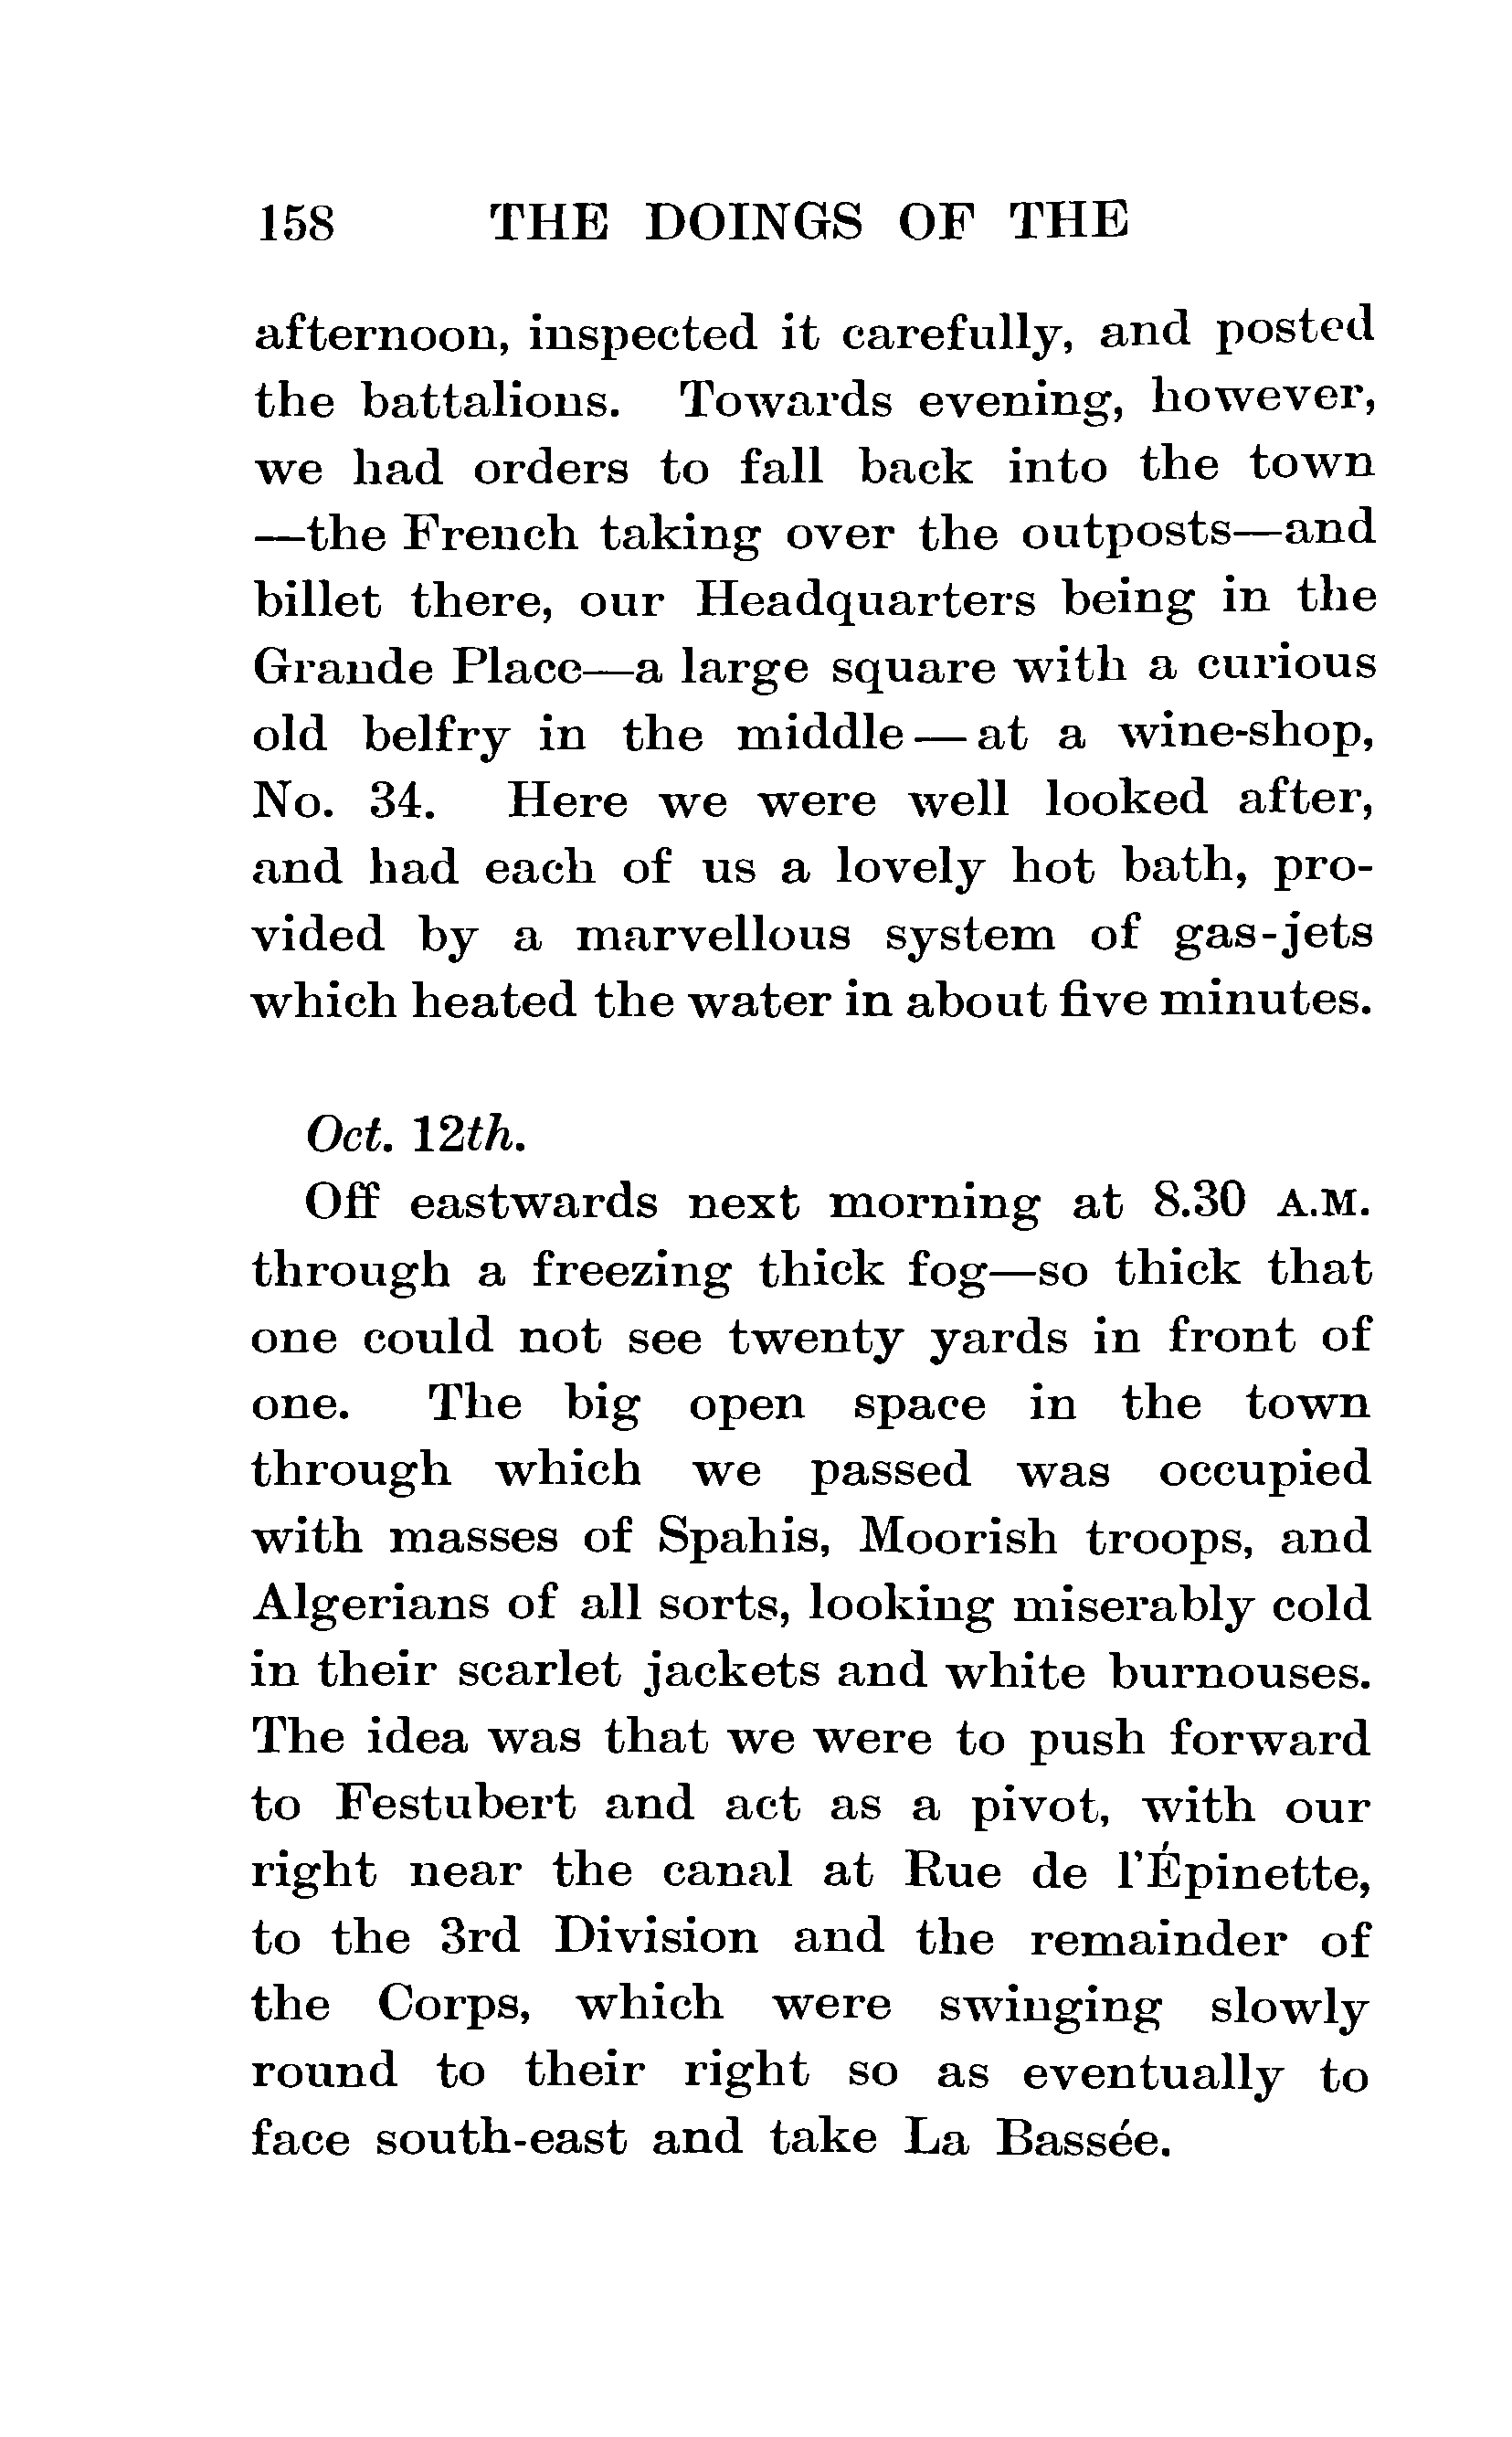 158 THE DOINGS OF THE
afternoon, inspected it carefully, and posted
the battalions. Towards evening, however,
we had orders to fall back into the town
—the French taking over the outposts—and
billet there, our Headquarters being in the
Grande Place—a large square with a curious
old belfry in the middle—at a wine-shop,
No. 34. Here we were well looked after,
and had each of us a lovely hot bath, pro-
vided by a marvellous system of gas-jets
which heated the water in about five minutes.
Oct. 12th.
Off eastwards next morning at 8.30 A.M.
through a freezing thick fog—so thick that
one could not see twenty yards in front of
one. The big open space in the town
through which we passed was occupied
with masses of Spahis, Moorish troops, and
Algerians of all sorts, looking miserably cold
in their scarlet jackets and white burnouses.
The idea was that we were to push forward
to Festubert and act as a pivot, with our
right near the canal at Rue de l'Épinette,
to the 3rd Division and the remainder of
the Corps, which were swinging slowly
round to their right so as eventually to
face south-east and take La Bassée.